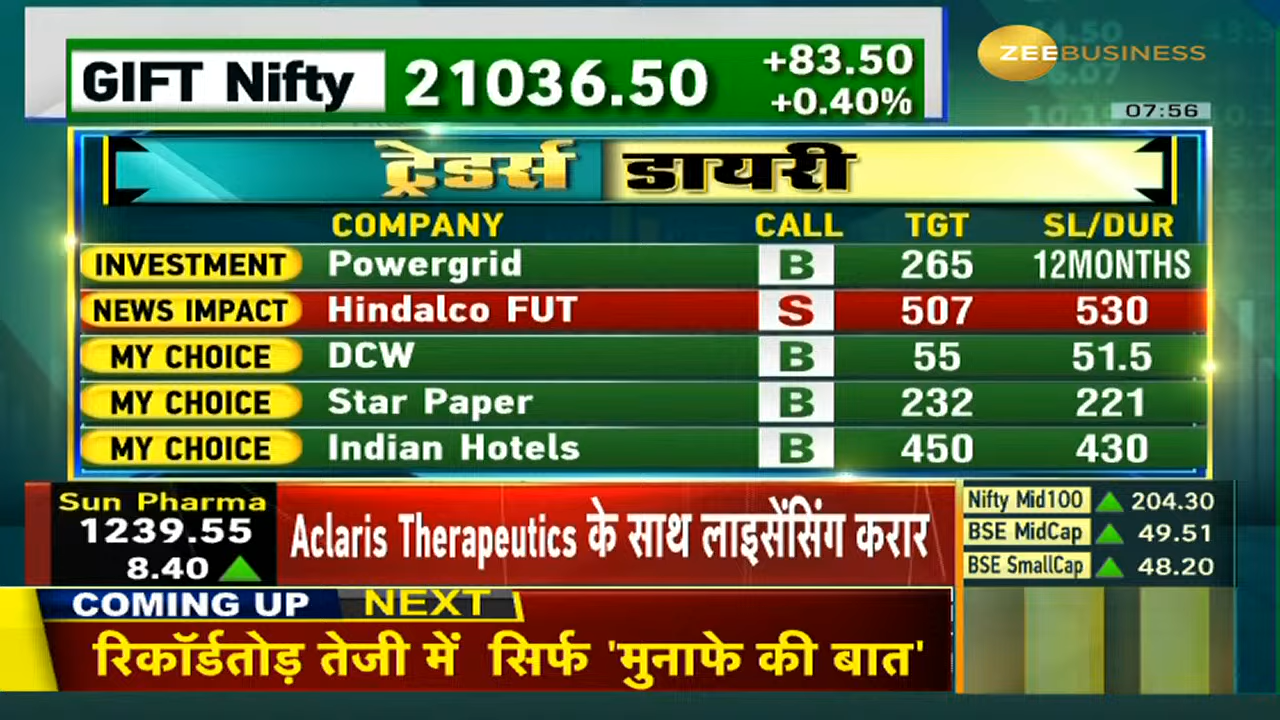 GIFT Nifty 21036.50 +83.50 +0.40%
ZEEBUSINESS
07:56
ट्रेडर्स डायरी
COMPANY CALL TGT SL/DUR
INVESTMENT Powergrid B 265 12MONTHS
NEWS IMPACT Hindalco FUT S 507 530
MY CHOICE DCW B 55 51.5
MY CHOICE Star Paper B 232 221
MY CHOICE Indian Hotels B 450 430
Sun Pharma
1239.55
8.40
Aclaris Therapeutics के साथ लाइसेंसिंग करार
Nifty Mid100 204.30
BSE MidCap 49.51
BSE SmallCap 48.20
COMING UP NEXT
रिकॉर्डतोड़ तेजी में सिर्फ 'मुनाफे की बात'